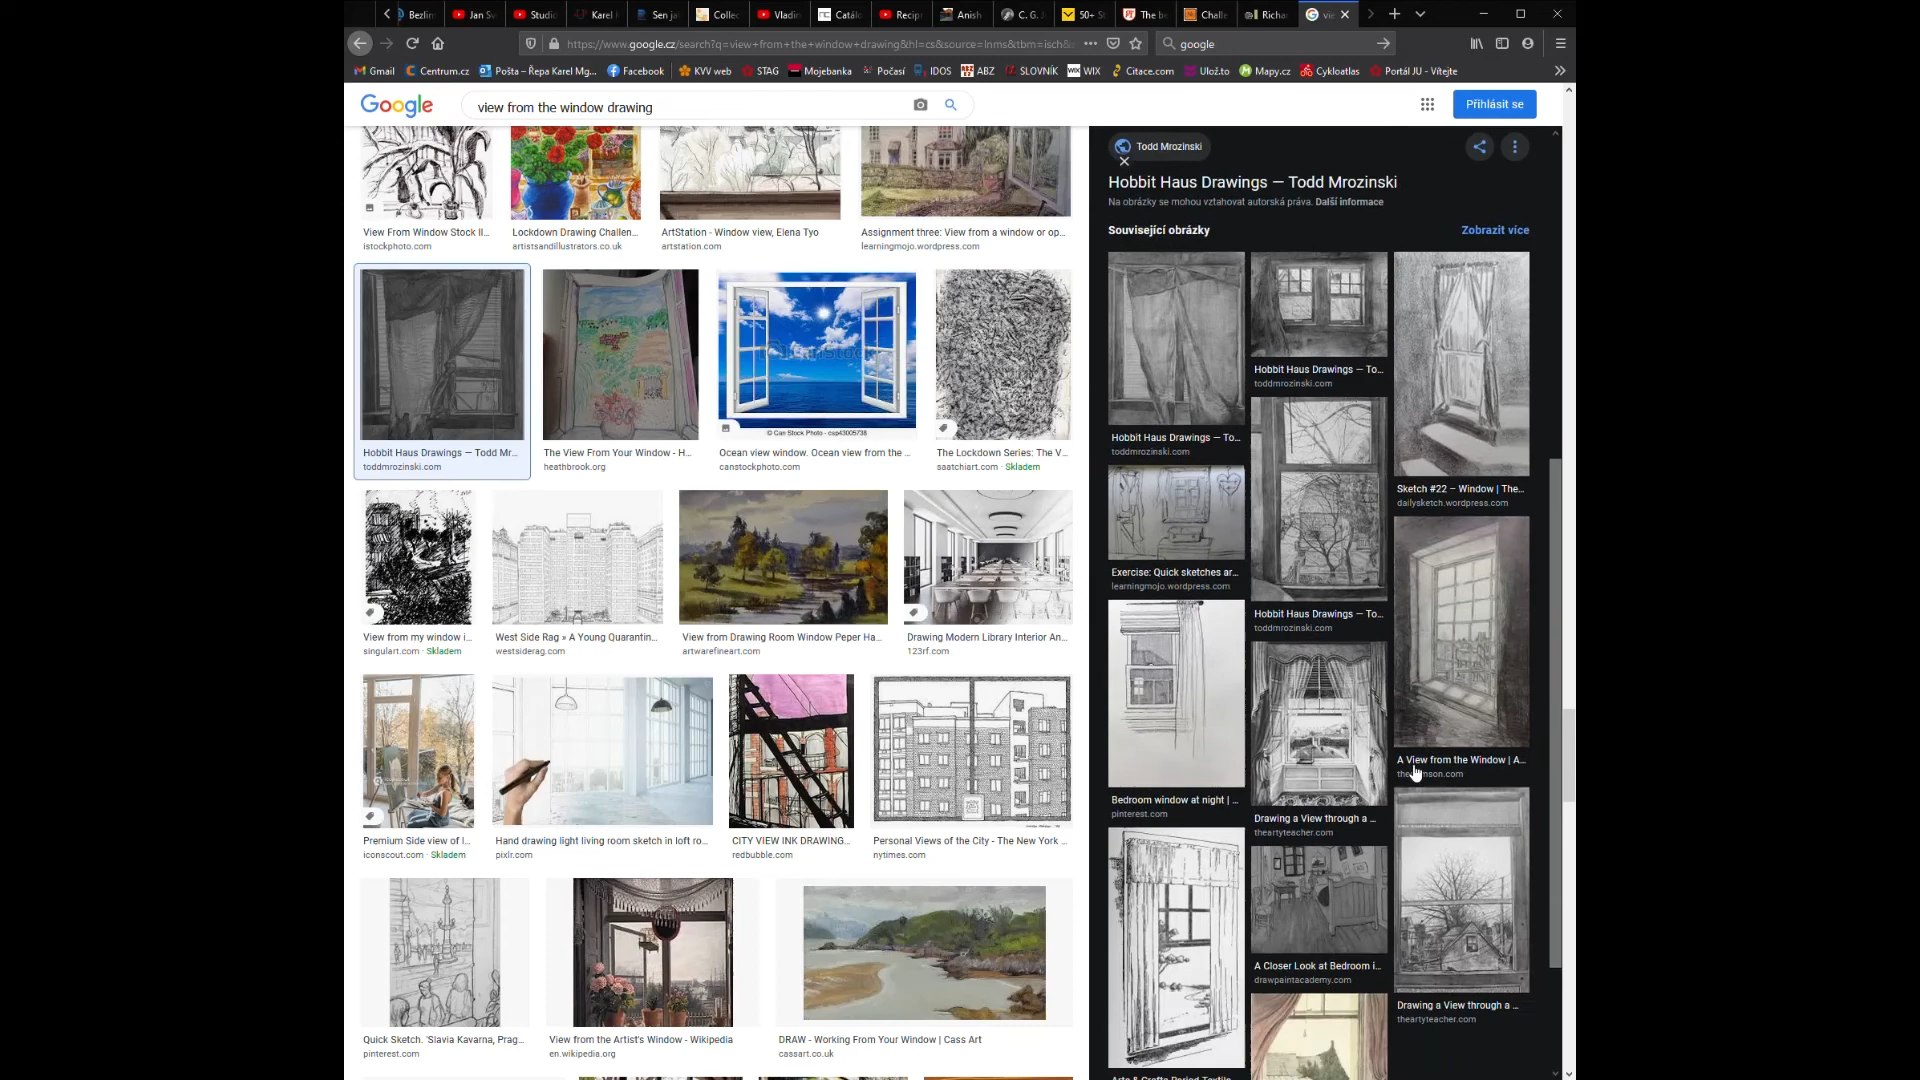 Bezlin
Jan Sv
Studio
Karel
Sen ja
Collec
Vladin
Catálo
Recipr
Anish
C. G. J
50+ S
The be
Challe
Richa
https://www.google.cz/search?q=view+from+the+window+drawing&hl=cs&source=lnms&tbm=isch&
google
Gmail
Centrum.cz
Pošta – Řepa Karel Mg...
Facebook
KVV web
STAG
Mojebanka
Počasí
IDOS
ABZ
SLOVNÍK
WIX
Citace.com
Ulož.to
Mapy.cz
Cykloatlas
Portál JU - Vítejte
Google
view from the window drawing
Přihlásit se
View From Window Stock Il...
istockphoto.com
Lockdown Drawing Challen...
artistsandillustrators.co.uk
ArtStation - Window view, Elena Tyo
artstation.com
Assignment three: View from a window or op...
learningmojo.wordpress.com
Hobbit Haus Drawings — Todd Mr...
toddmrozinski.com
The View From Your Window - H...
heathbrook.org
© Can Stock Photo - csp43005738
Ocean view window. Ocean view from the ...
canstockphoto.com
The Lockdown Series: The V...
saatchiart.com · Skladem
View from my window i...
singulart.com · Skladem
West Side Rag » A Young Quarantin...
westsiderag.com
View from Drawing Room Window Peper Ha...
artwarefineart.com
Drawing Modern Library Interior An...
123rf.com
Premium Side view of l...
iconscout.com · Skladem
Hand drawing light living room sketch in loft ro...
pixlr.com
CITY VIEW INK DRAWING...
redbubble.com
Personal Views of the City - The New York ...
nytimes.com
Quick Sketch. 'Slavia Kavarna, Prag...
pinterest.com
View from the Artist's Window - Wikipedia
en.wikipedia.org
DRAW - Working From Your Window | Cass Art
cassart.co.uk
Todd Mrozinski
Hobbit Haus Drawings — Todd Mrozinski
Na obrázky se mohou vztahovat autorská práva. Další informace
Související obrázky
Zobrazit více
Hobbit Haus Drawings — To...
toddmrozinski.com
Hobbit Haus Drawings — To...
toddmrozinski.com
Sketch #22 – Window | The...
dailysketch.wordpress.com
Exercise: Quick sketches ar...
learningmojo.wordpress.com
Hobbit Haus Drawings — To...
toddmrozinski.com
A View from the Window | A...
Bedroom window at night | ...
pinterest.com
Drawing a View through a ...
theartyteacher.com
A Closer Look at Bedroom i...
drawpaintacademy.com
Drawing a View through a ...
theartyteacher.com